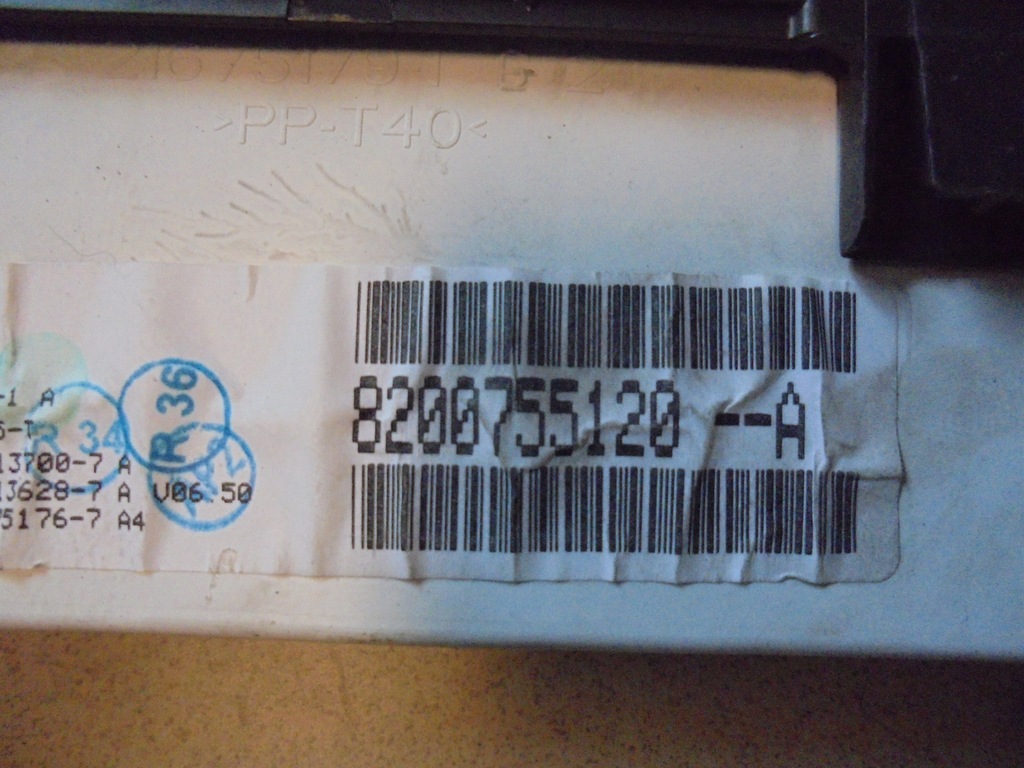 >PP-T40<
8200755120 --A
-1 A
13700-7 A
13628-7 A V06.50
5176-7 A4
R 34
R 36